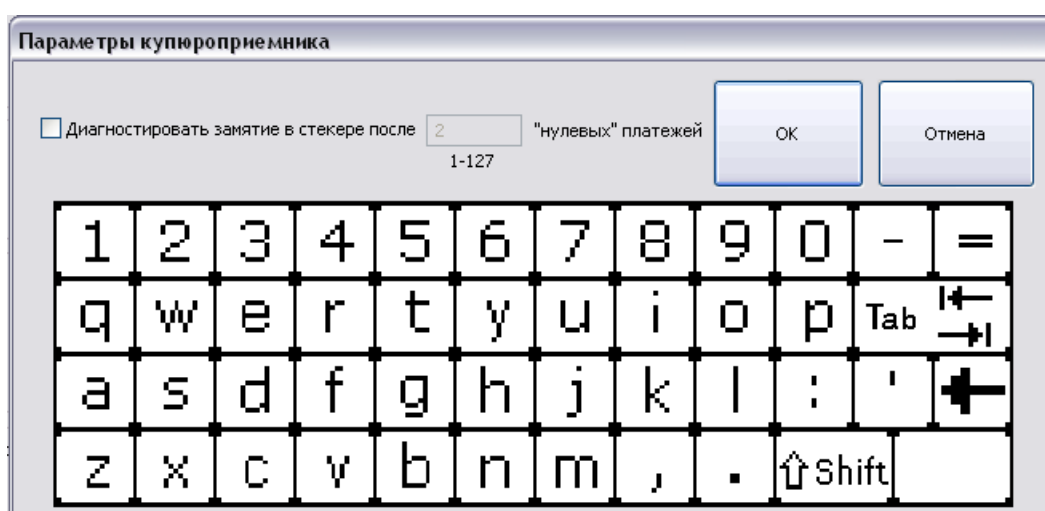 Параметры купюроприемника
Диагностировать замятие в стекере после 2 "нулевых" платежей OK Отмена
1-127
1 2 3 4 5 6 7 8 9 0 - =
q w e r t y u i o p Tab
a s d f g h j k l : '
z x c v b n m , . Shift